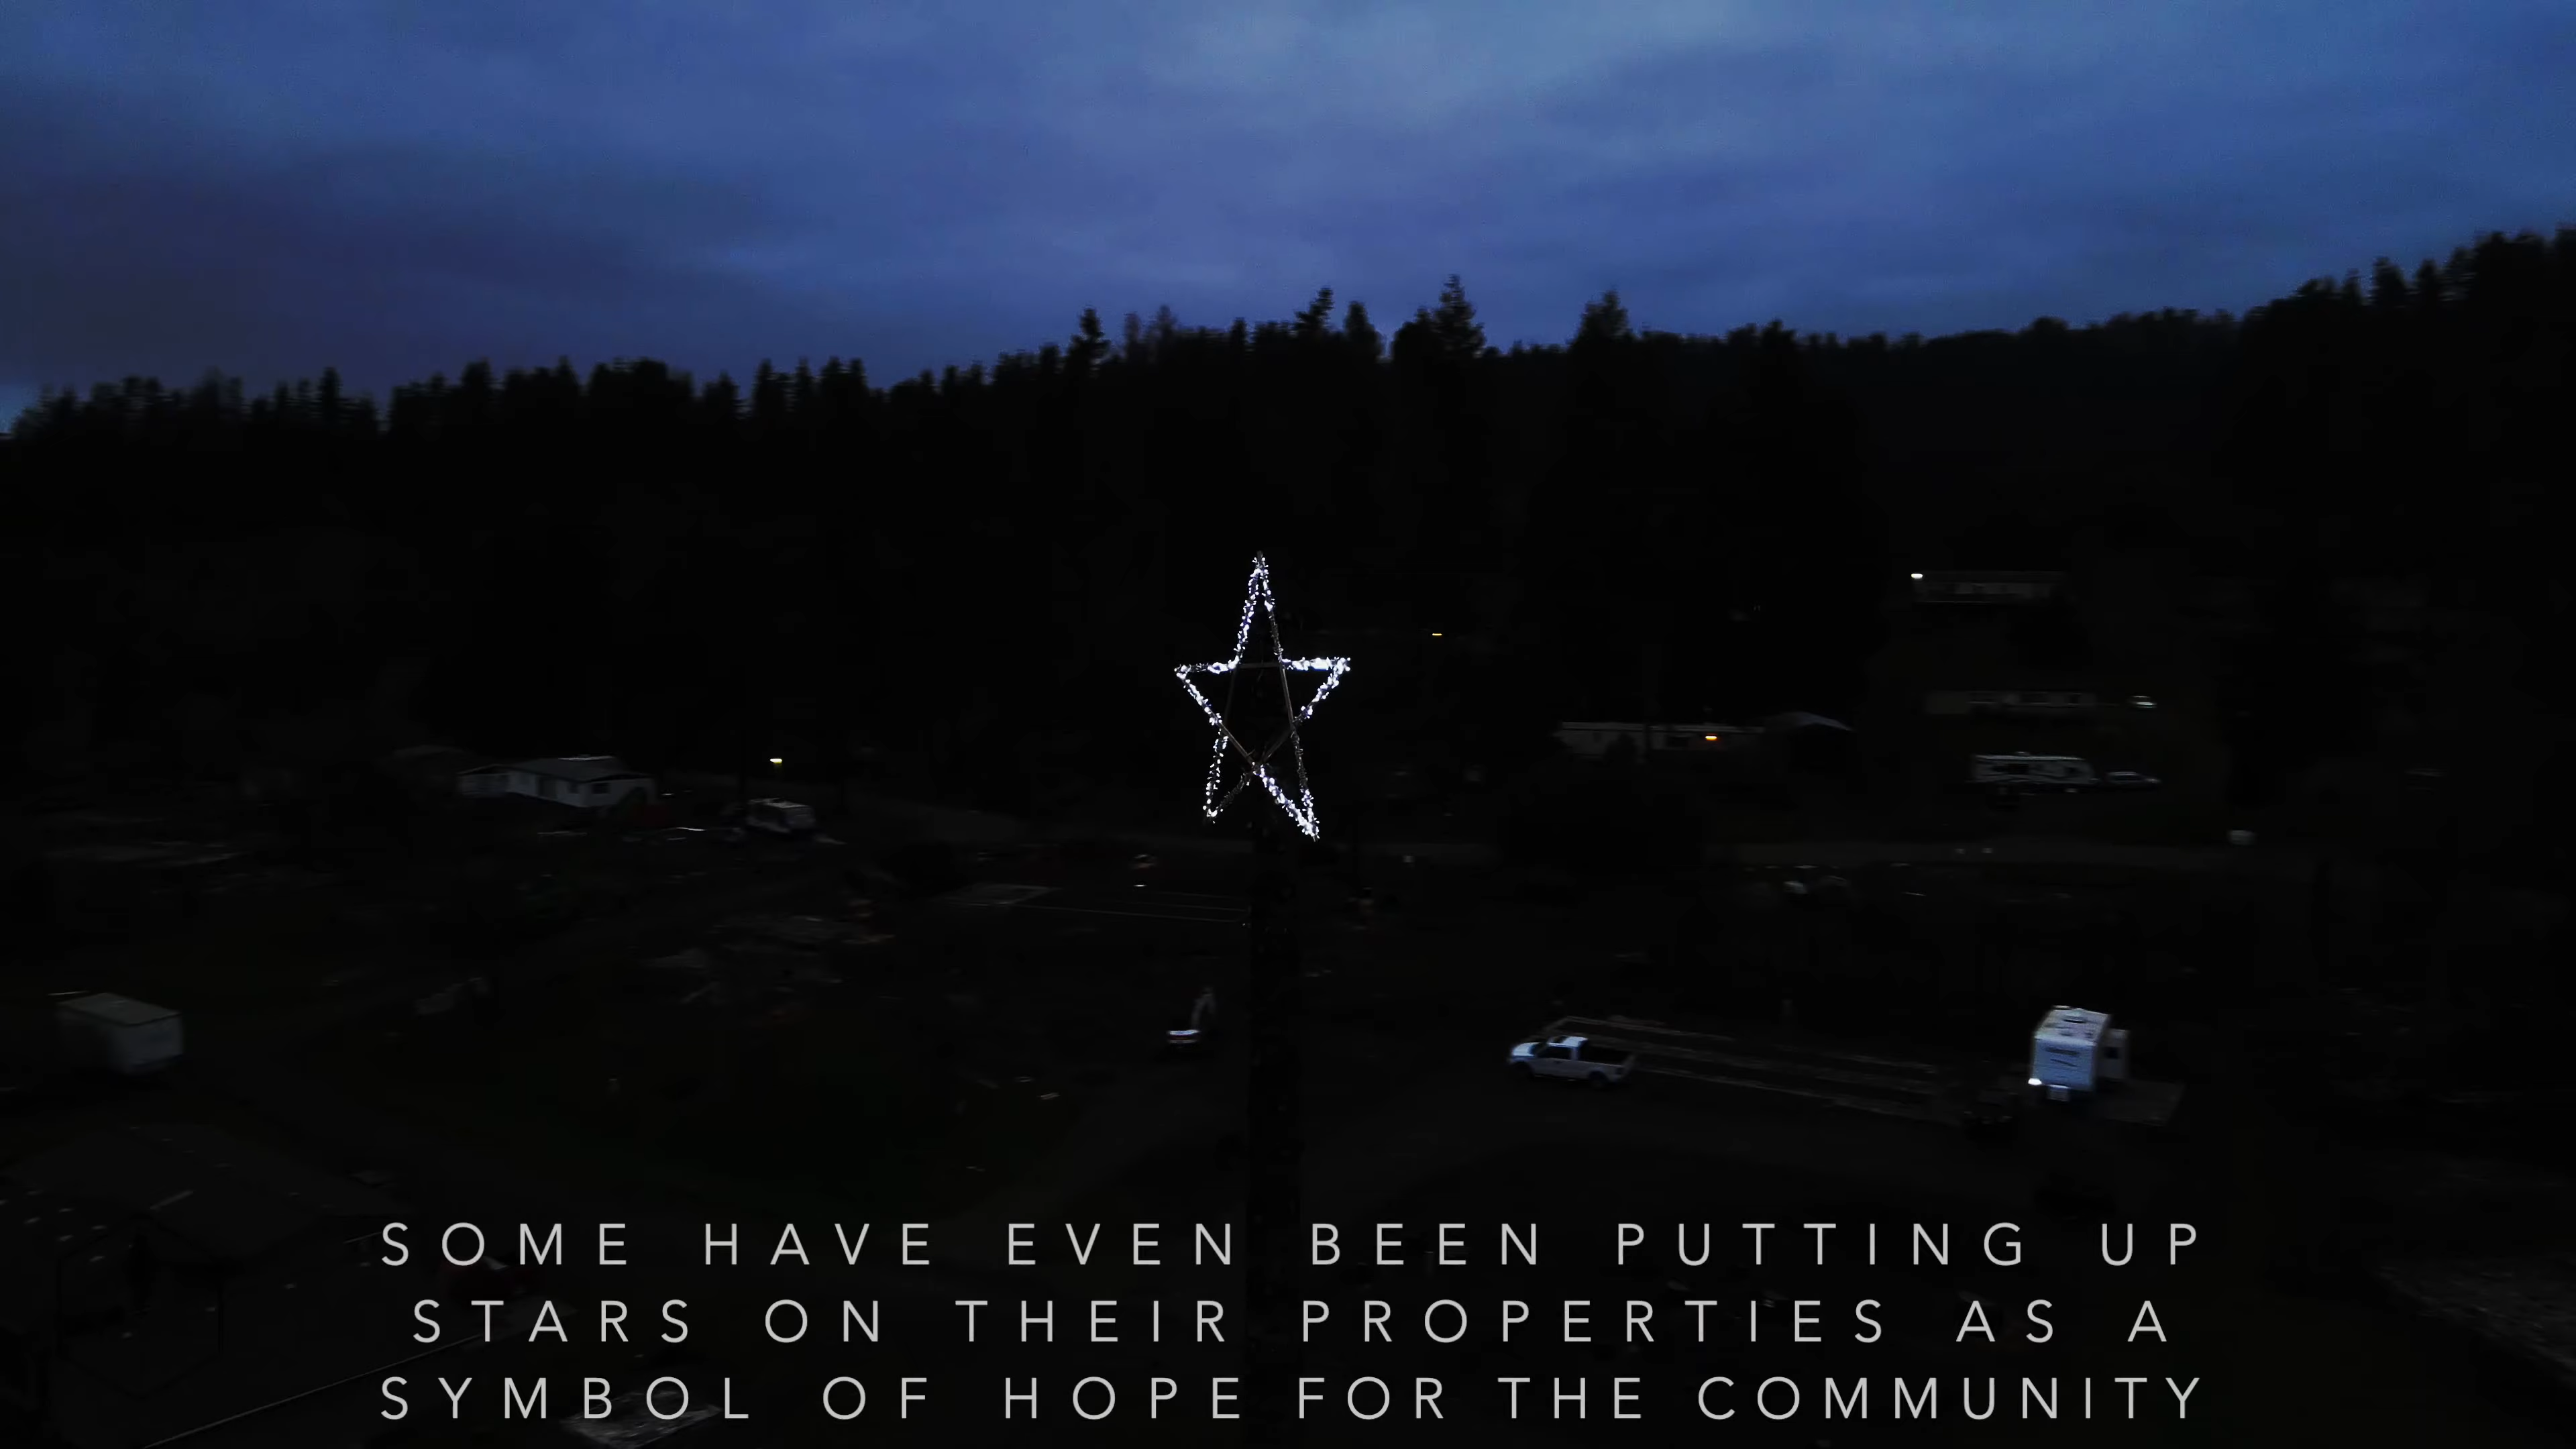 SOME HAVE EVEN BEEN PUTTING UP
STARS ON THEIR PROPERTIES AS A
SYMBOL OF HOPE FOR THE COMMUNITY